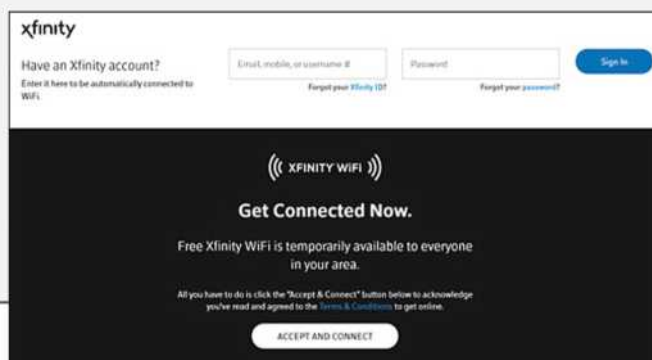 xfinity
Have an Xfinity account?
Enter it here to be automatically connected to
WiFi.
Email, mobile, or username #
Password
Sign In
Forgot your Xfinity ID?
Forgot your password?
XFINITY WiFi
Get Connected Now.
Free Xfinity WiFi is temporarily available to everyone
in your area.
All you have to do is click the "Accept & Connect" button below to acknowledge
you've read and agreed to the Terms & Conditions to get online.
ACCEPT AND CONNECT